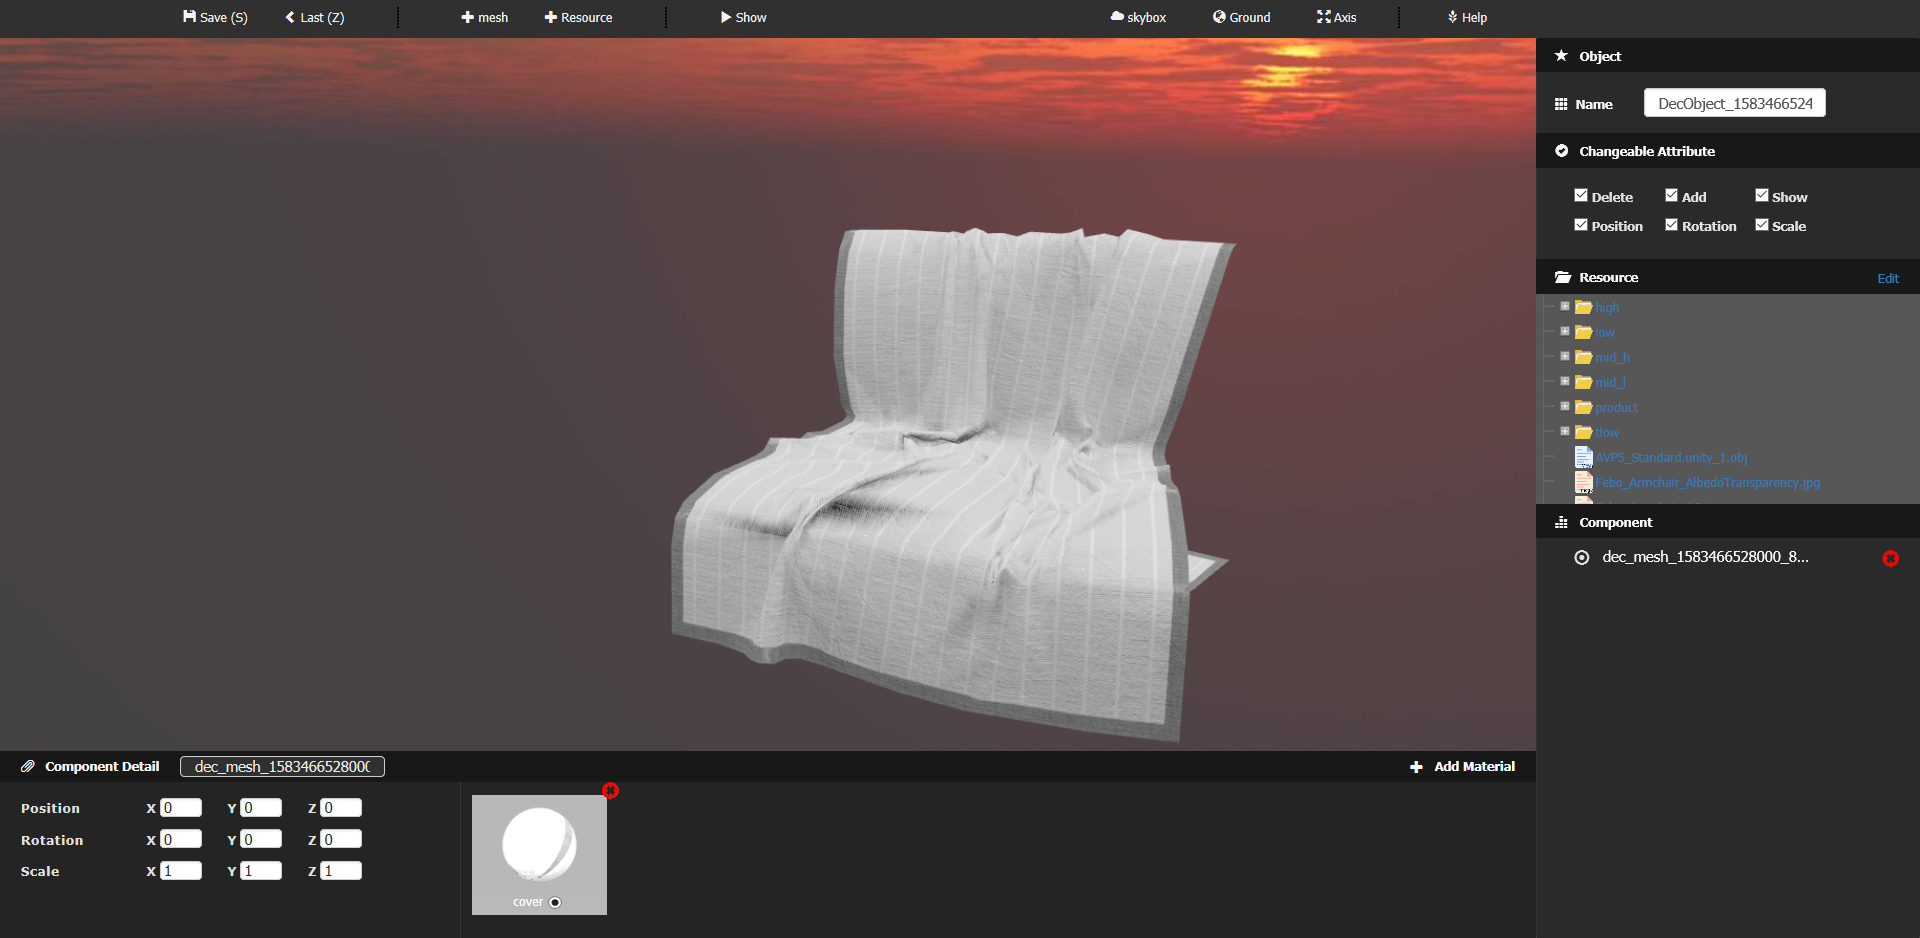 Save (S) Last (Z) mesh Resource Show skybox Ground Axis Help
Object
Name DecObject_1583466524
Changeable Attribute
Delete Add Show
Position Rotation Scale
Resource Edit
high
low
mid_h
mid_l
product
tlow
AVP5_Standard.unity_1.obj
Febo_Armchair_AlbedoTransparency.jpg
Component
dec_mesh_1583466528000_8...
Component Detail dec_mesh_1583466528000 Add Material
Position X 0 Y 0 Z 0
Rotation X 0 Y 0 Z 0
Scale X 1 Y 1 Z 1
cover